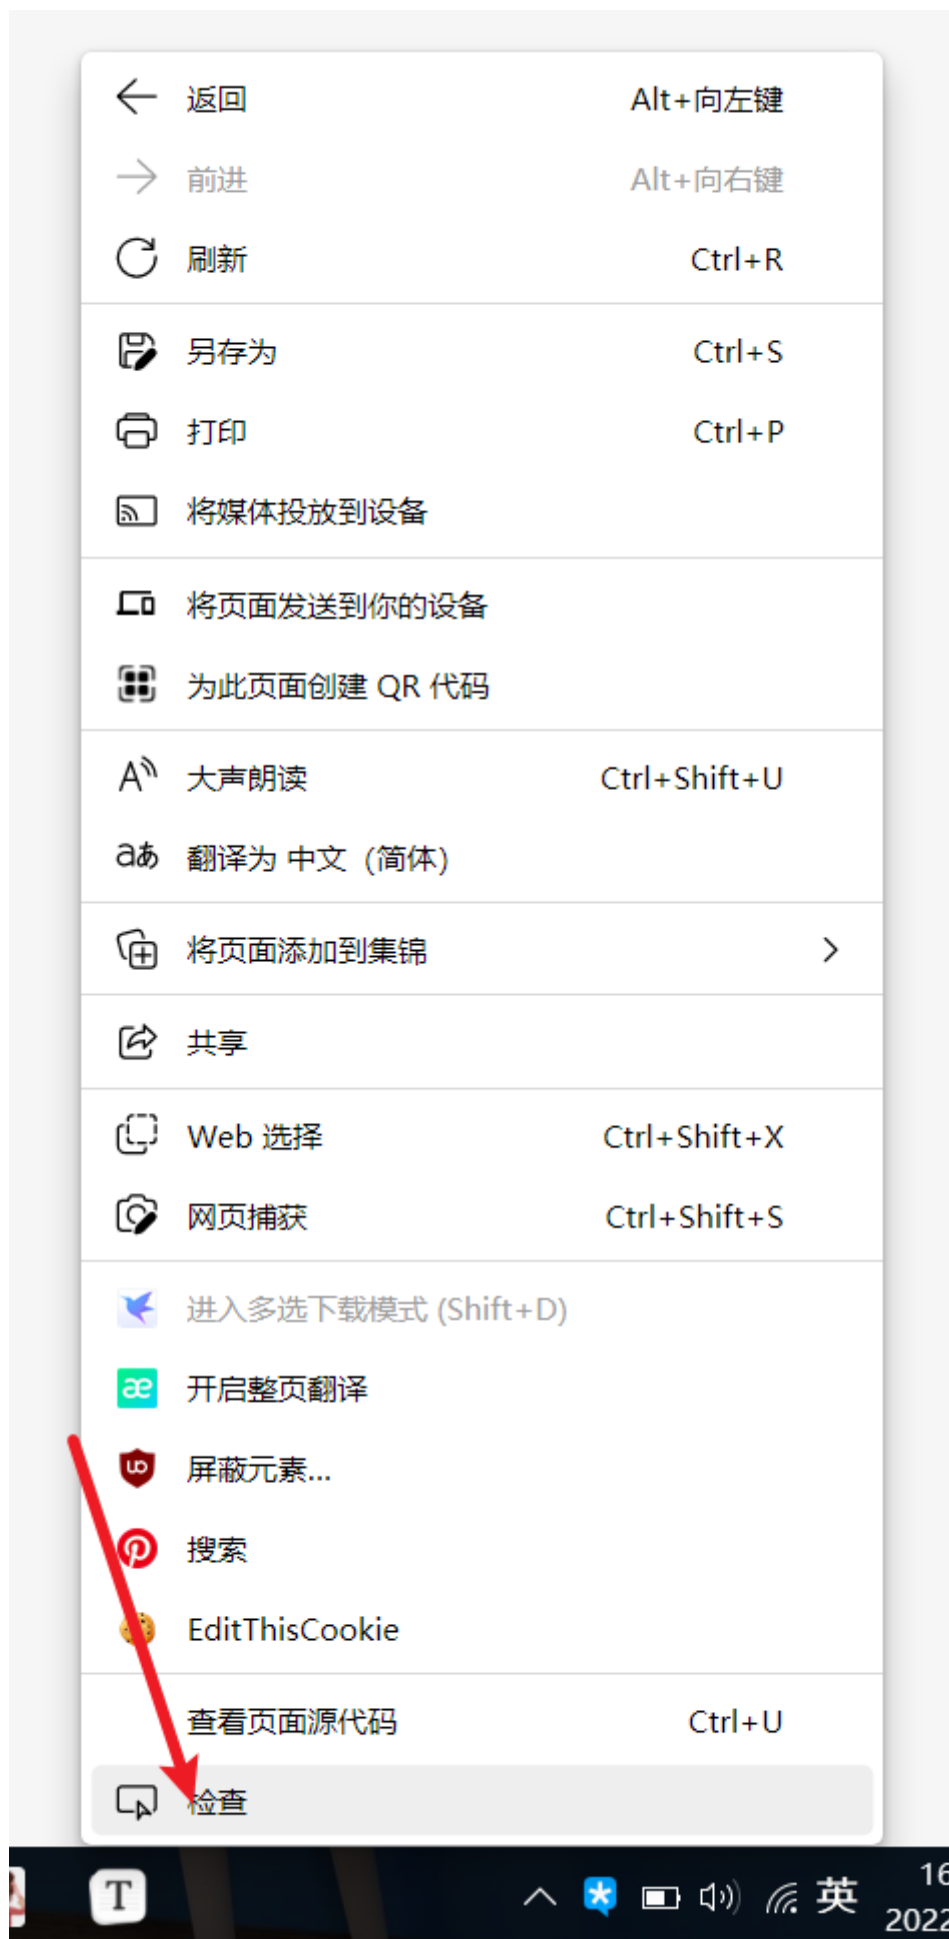 返回 Alt+向左键
前进 Alt+向右键
刷新 Ctrl+R
另存为 Ctrl+S
打印 Ctrl+P
将媒体投放到设备
将页面发送到你的设备
为此页面创建 QR 代码
A 大声朗读 Ctrl+Shift+U
aあ 翻译为 中文 (简体)
将页面添加到集锦
共享
Web 选择 Ctrl+Shift+X
网页捕获 Ctrl+Shift+S
进入多选下载模式 (Shift+D)
æ 开启整页翻译
屏蔽元素...
搜索
EditThisCookie
查看页面源代码 Ctrl+U
检查
T 英 16
2022